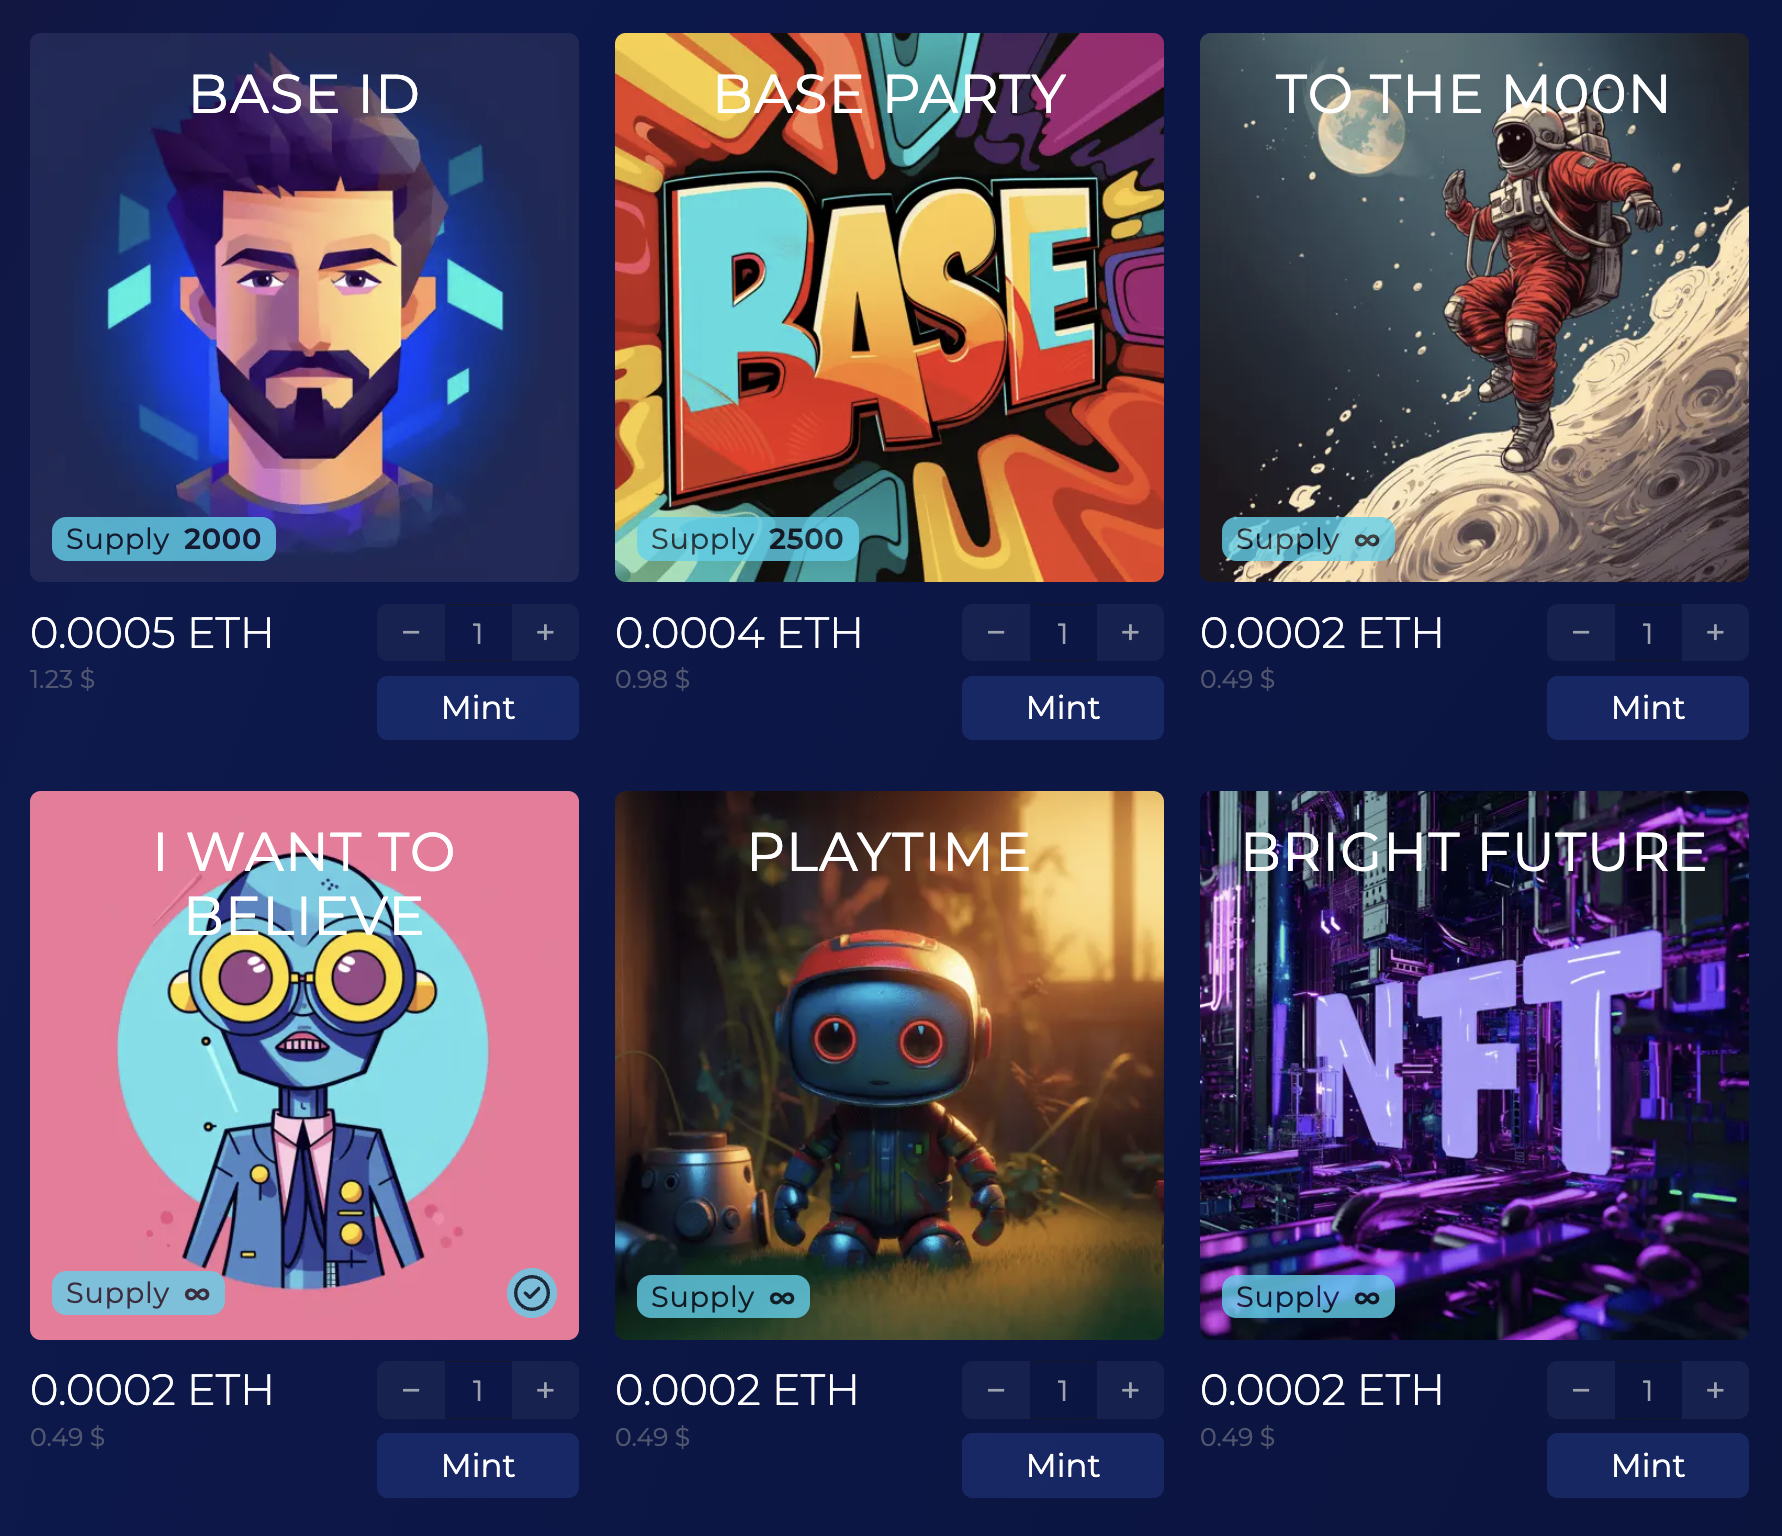 BASE ID
BASE PARTY
TO THE M00N
BASE
Supply 2000
Supply 2500
Supply ∞
0.0005 ETH
− 1 +
1.23 $
Mint
0.0004 ETH
− 1 +
0.98 $
Mint
0.0002 ETH
− 1 +
0.49 $
Mint
I WANT TO
BELIEVE
PLAYTIME
BRIGHT FUTURE
NFT
Supply ∞
Supply ∞
Supply ∞
0.0002 ETH
− 1 +
0.49 $
Mint
0.0002 ETH
− 1 +
0.49 $
Mint
0.0002 ETH
− 1 +
0.49 $
Mint